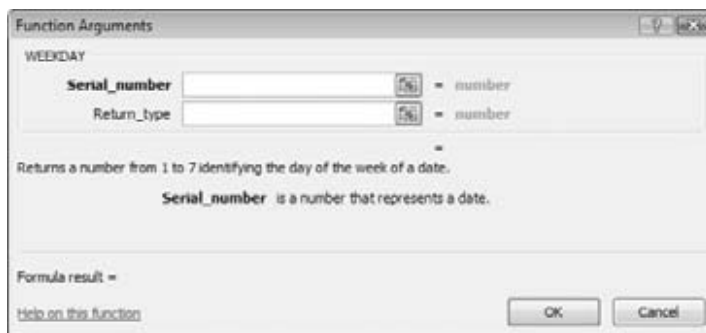 Function Arguments
WEEKDAY
Serial_number = number
Return_type = number
=
Returns a number from 1 to 7 identifying the day of the week of a date.
Serial_number is a number that represents a date.
Formula result =
Help on this function
OK Cancel